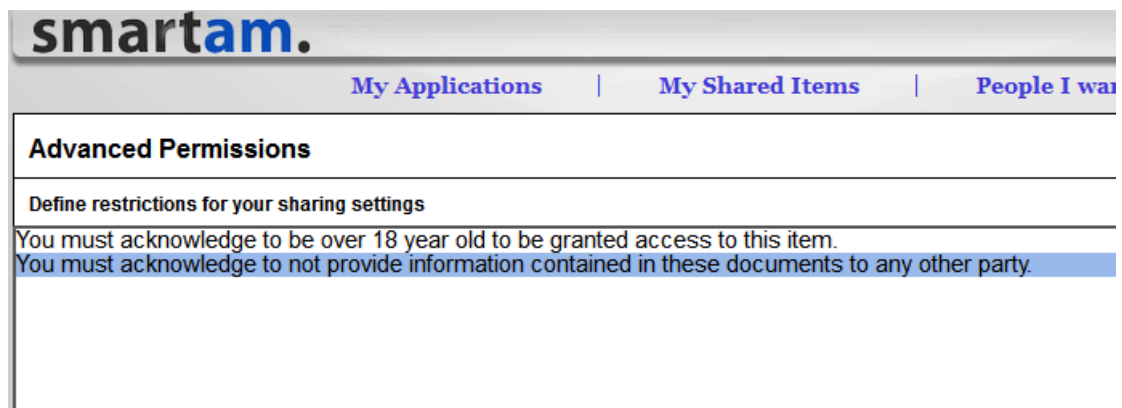 smartam.
My Applications | My Shared Items | People I
Advanced Permissions
Define restrictions for your sharing settings
You must acknowledge to be over 18 year old to be granted access to this item.
You must acknowledge to not provide information contained in these documents to any other party.